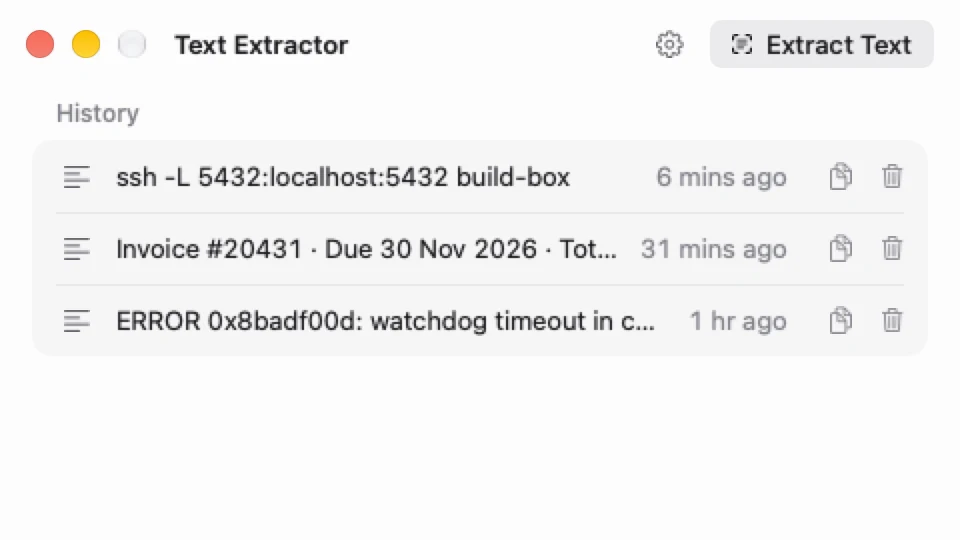 Text Extractor
Extract Text
History
ssh -L 5432:localhost:5432 build-box 6 mins ago
Invoice #20431 · Due 30 Nov 2026 · Tot... 31 mins ago
ERROR 0x8badf00d: watchdog timeout in c... 1 hr ago